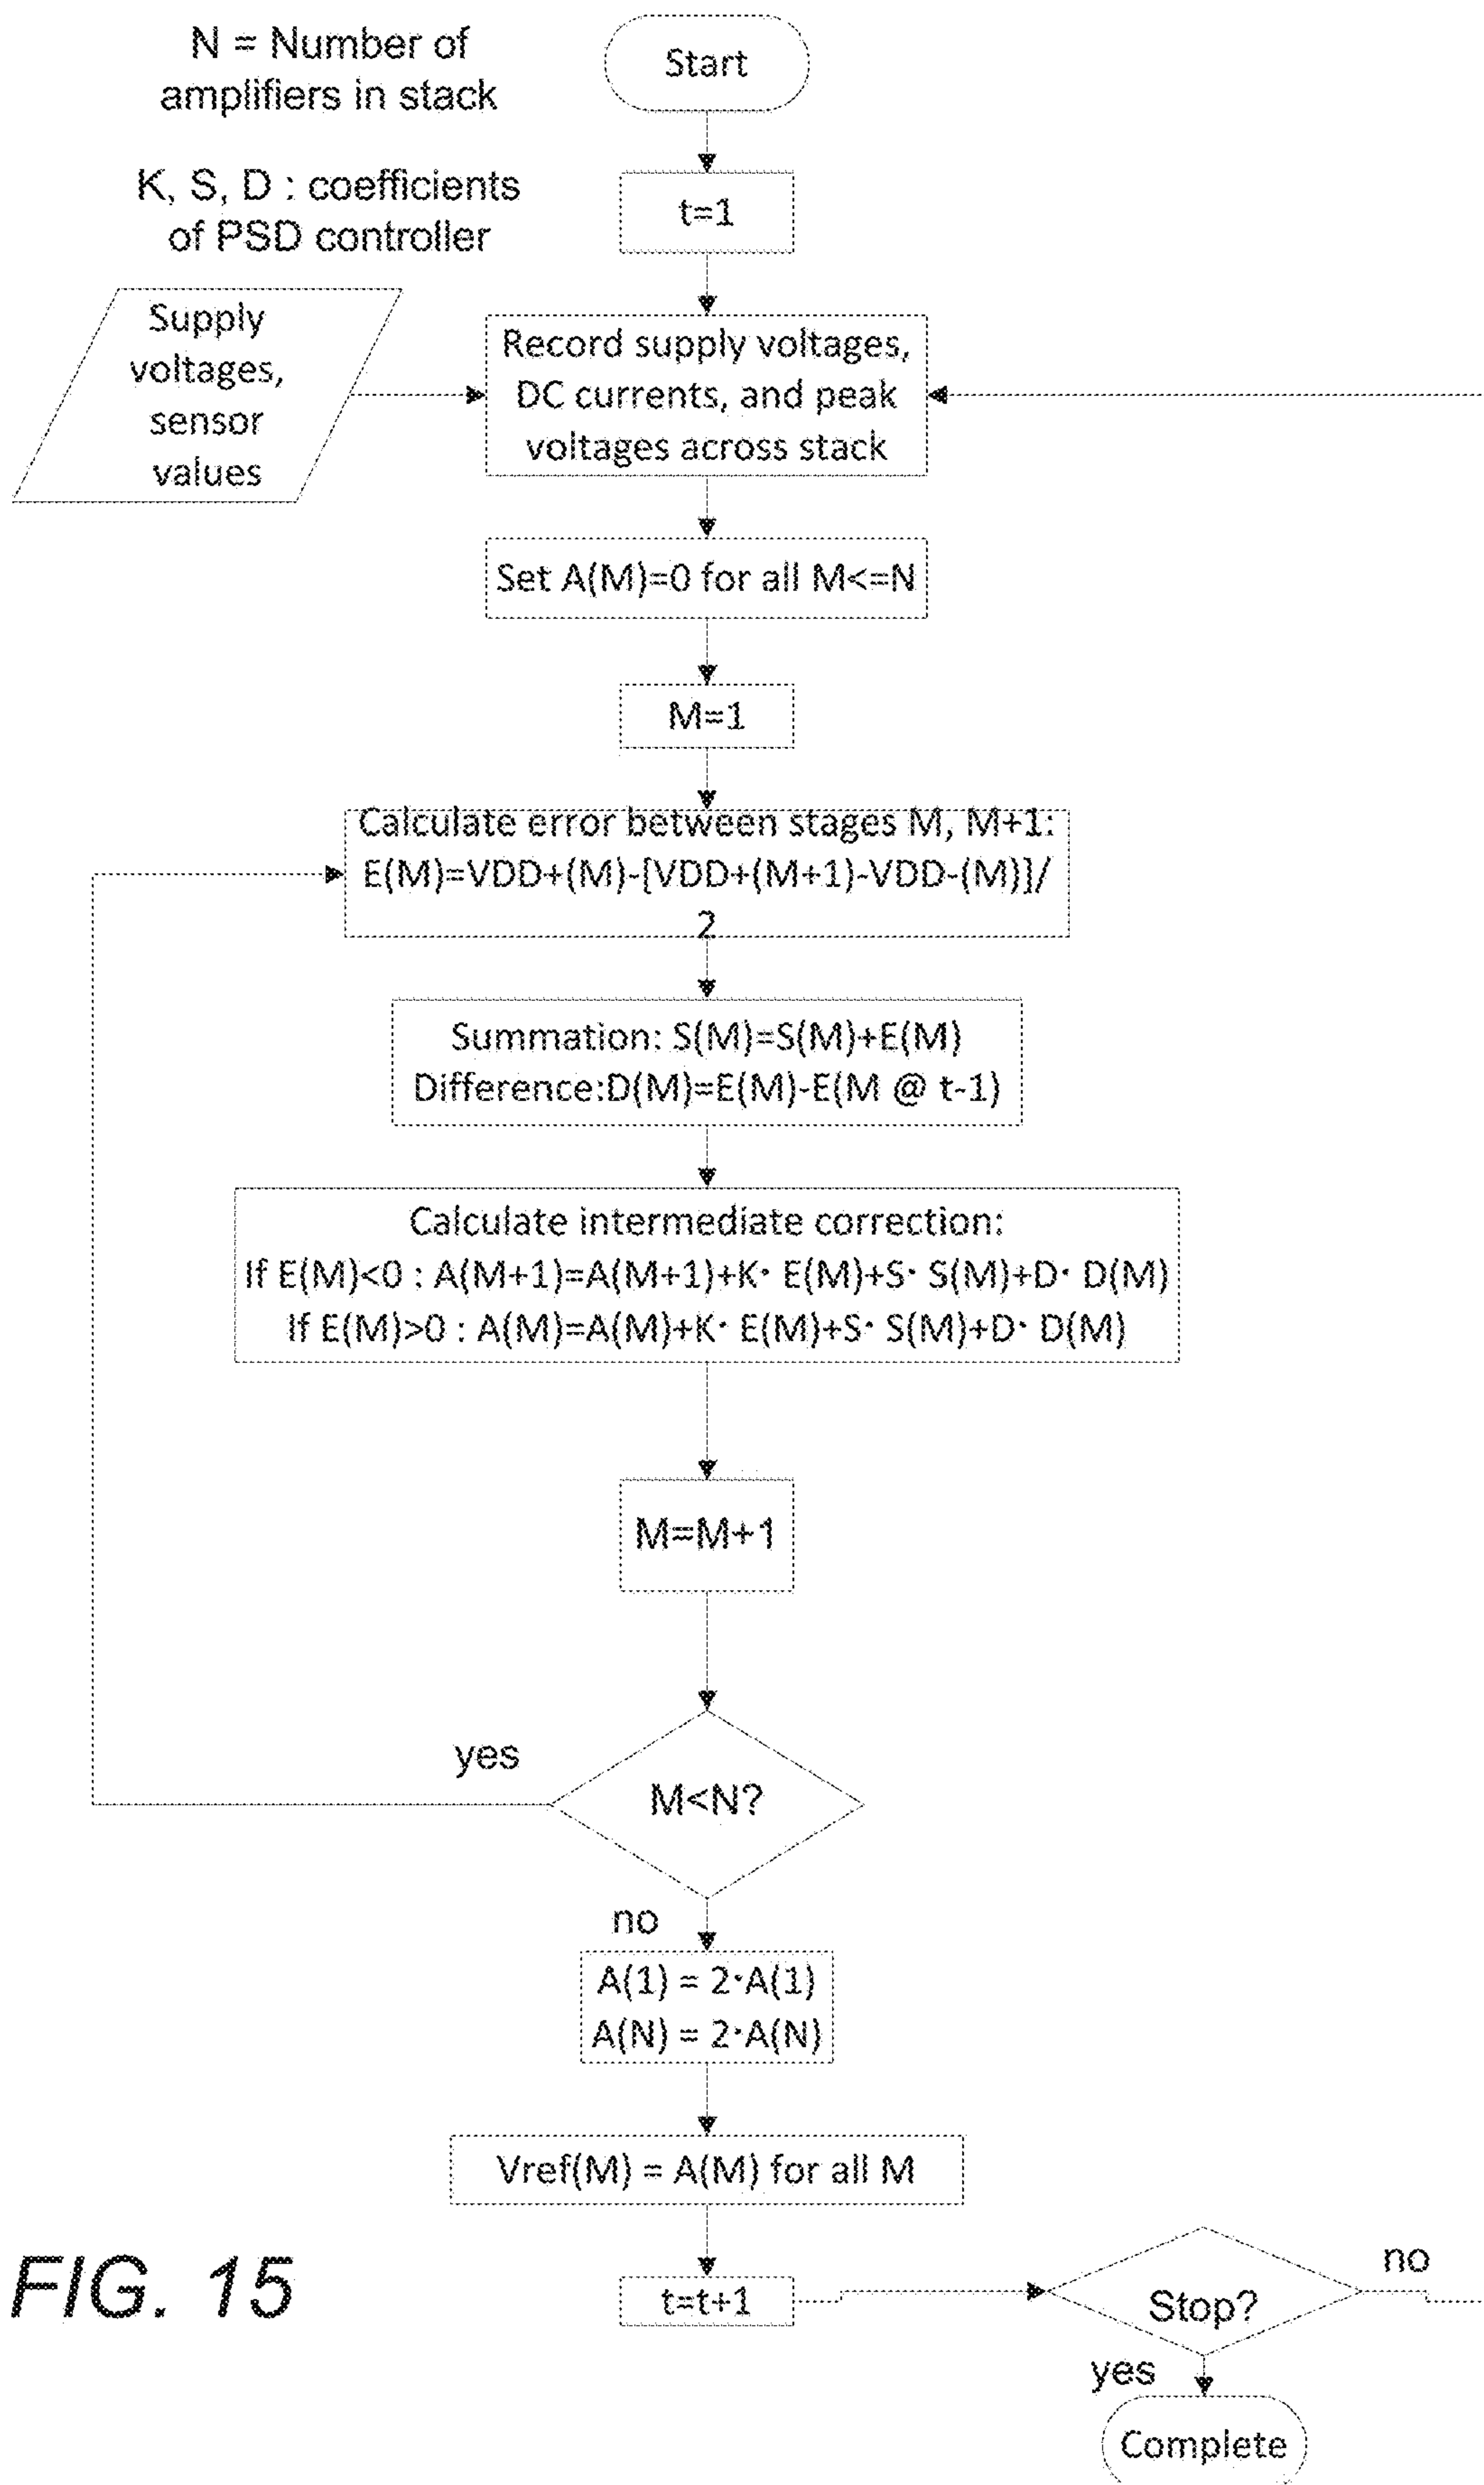 N = Number of
amplifiers in stack
K, S, D : coefficients
of PSD controller
Start
t=1
Supply
voltages,
sensor
values
Record supply voltages,
DC currents, and peak
voltages across stack
Set A(M)=0 for all M<=N
M=1
Calculate error between stages M, M+1:
E(M)=VDD+(M)-[VDD+(M+1)-VDD-(M)]/
2
Summation: S(M)=S(M)+E(M)
Difference:D(M)=E(M)-E(M @ t-1)
Calculate intermediate correction:
If E(M)<0 : A(M+1)=A(M+1)+K· E(M)+S· S(M)+D· D(M)
If E(M)>0 : A(M)=A(M)+K· E(M)+S· S(M)+D· D(M)
M=M+1
yes
M<N?
no
A(1) = 2·A(1)
A(N) = 2·A(N)
Vref(M) = A(M) for all M
t=t+1
Stop?
no
yes
Complete
FIG. 15